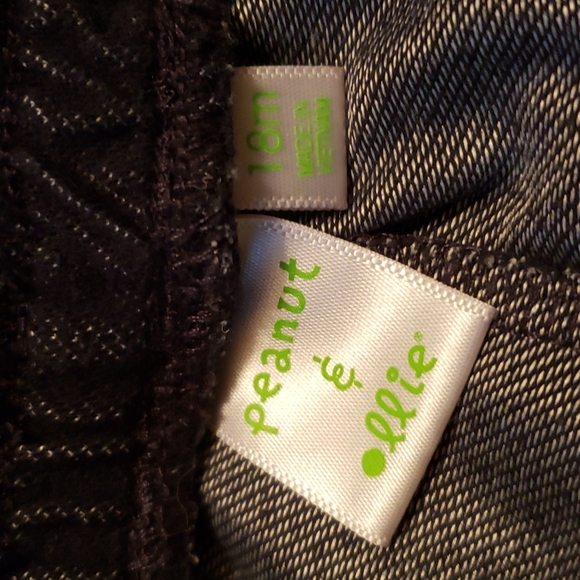 18m
MADE IN
VIETNAM
peanut
&
ollie®